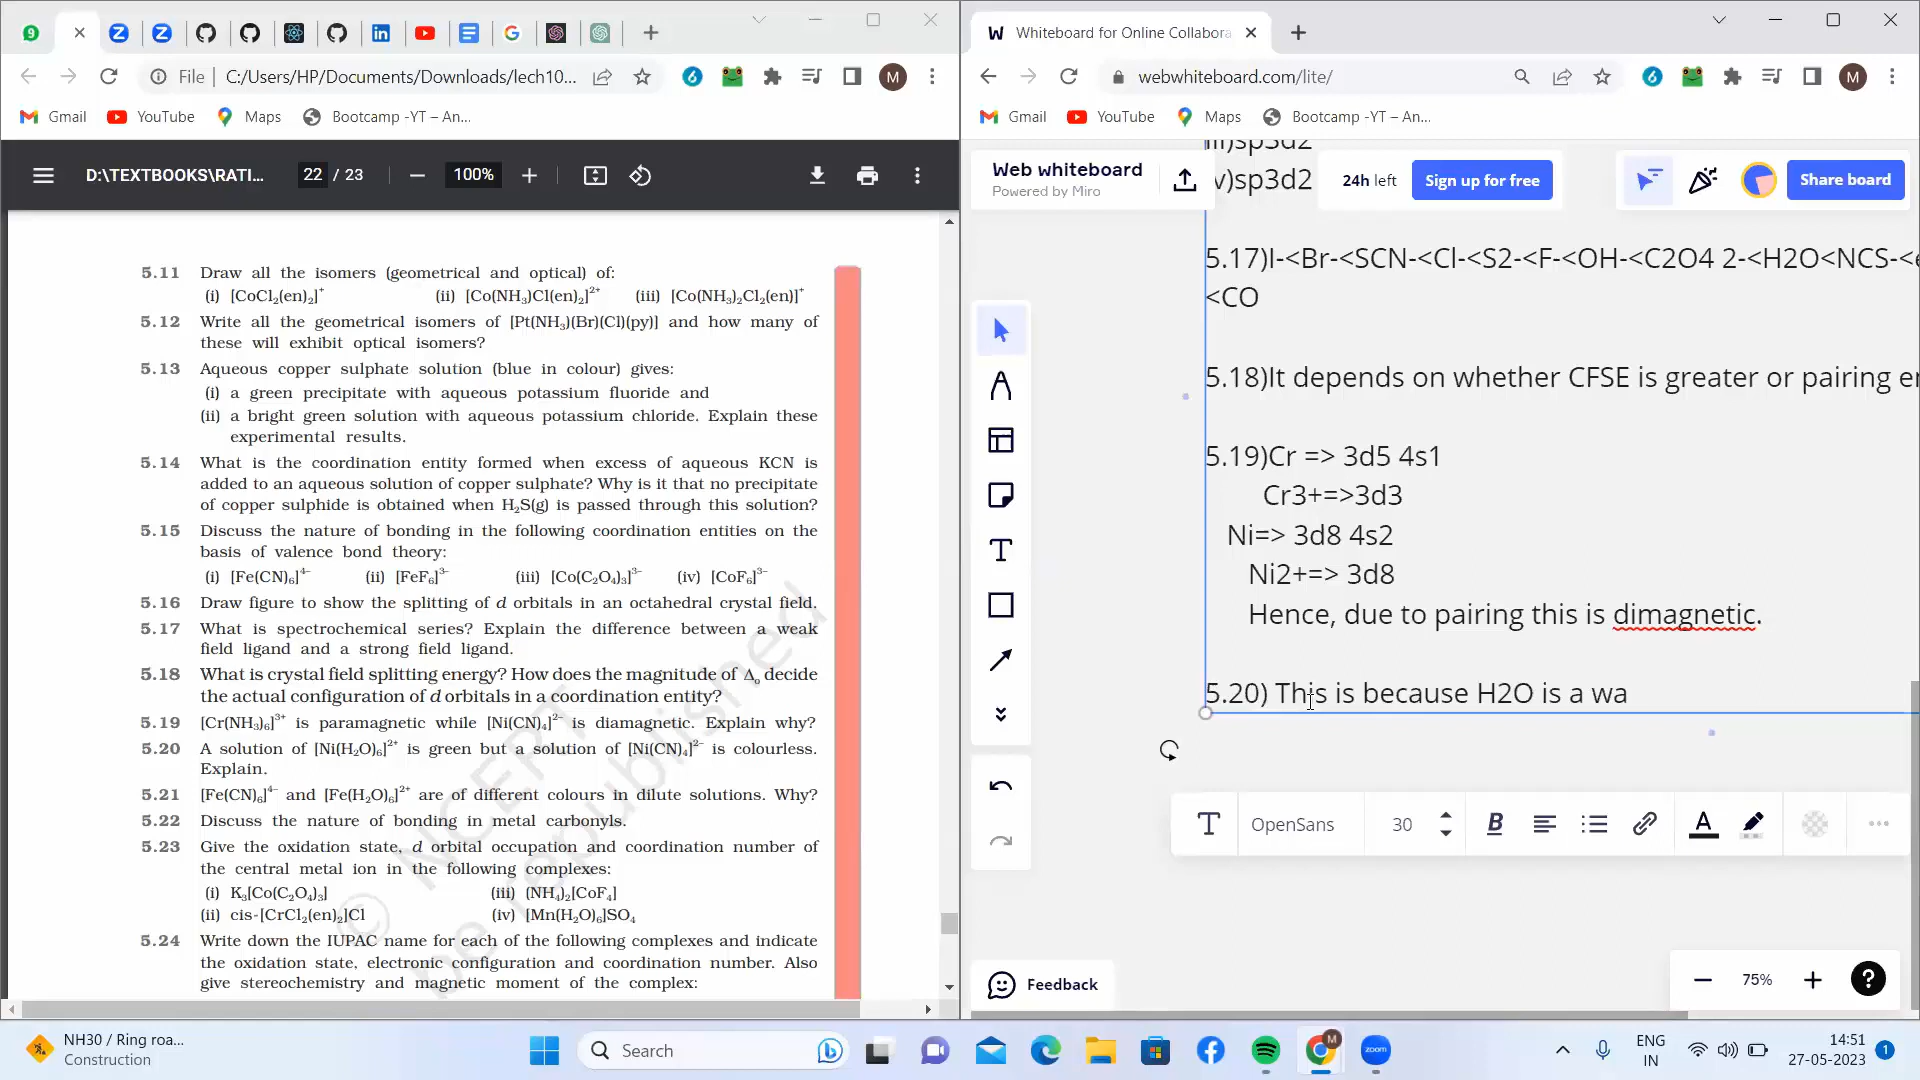 9
Whiteboard for Online Collabora
File C:/Users/HP/Documents/Downloads/lech10...
webwhiteboard.com/lite/
M
M
Gmail YouTube Maps Bootcamp -YT – An...
Gmail YouTube Maps Bootcamp -YT – An...
D:\TEXTBOOKS\RATI... 22 / 23 100%
5.11 Draw all the isomers (geometrical and optical) of:
(i) [CoCl₂(en)₂]⁺ (ii) [Co(NH₃)Cl(en)₂]²⁺ (iii) [Co(NH₃)₂Cl₂(en)]⁺
5.12 Write all the geometrical isomers of [Pt(NH₃)(Br)(Cl)(py)] and how many of
these will exhibit optical isomers?
5.13 Aqueous copper sulphate solution (blue in colour) gives:
(i) a green precipitate with aqueous potassium fluoride and
(ii) a bright green solution with aqueous potassium chloride. Explain these
experimental results.
5.14 What is the coordination entity formed when excess of aqueous KCN is
added to an aqueous solution of copper sulphate? Why is it that no precipitate
of copper sulphide is obtained when H₂S(g) is passed through this solution?
5.15 Discuss the nature of bonding in the following coordination entities on the
basis of valence bond theory:
(i) [Fe(CN)₆]⁴⁻ (ii) [FeF₆]³⁻ (iii) [Co(C₂O₄)₃]³⁻ (iv) [CoF₆]³⁻
5.16 Draw figure to show the splitting of d orbitals in an octahedral crystal field.
5.17 What is spectrochemical series? Explain the difference between a weak
field ligand and a strong field ligand.
5.18 What is crystal field splitting energy? How does the magnitude of Δₒ decide
the actual configuration of d orbitals in a coordination entity?
5.19 [Cr(NH₃)₆]³⁺ is paramagnetic while [Ni(CN)₄]²⁻ is diamagnetic. Explain why?
5.20 A solution of [Ni(H₂O)₆]²⁺ is green but a solution of [Ni(CN)₄]²⁻ is colourless.
Explain.
5.21 [Fe(CN)₆]⁴⁻ and [Fe(H₂O)₆]²⁺ are of different colours in dilute solutions. Why?
5.22 Discuss the nature of bonding in metal carbonyls.
5.23 Give the oxidation state, d orbital occupation and coordination number of
the central metal ion in the following complexes:
(i) K₃[Co(C₂O₄)₃] (iii) (NH₄)₂[CoF₄]
(ii) cis-[CrCl₂(en)₂]Cl (iv) [Mn(H₂O)₆]SO₄
5.24 Write down the IUPAC name for each of the following complexes and indicate
the oxidation state, electronic configuration and coordination number. Also
give stereochemistry and magnetic moment of the complex:
© NCERT
be republished
Web whiteboard
Powered by Miro
24h left
Sign up for free
Share board
iii)sp3d2
v)sp3d2
5.17)I-<Br-<SCN-<Cl-<S2-<F-<OH-<C2O4 2-<H2O<NCS-<e
<CO
5.18)It depends on whether CFSE is greater or pairing en
5.19)Cr => 3d5 4s1
Cr3+=>3d3
Ni=> 3d8 4s2
Ni2+=> 3d8
Hence, due to pairing this is dimagnetic.
5.20) This is because H2O is a wa
OpenSans 30 B A
Feedback
75%
NH30 / Ring roa...
Construction
Search
zoom
M
ENG
IN
14:51
27-05-2023
1